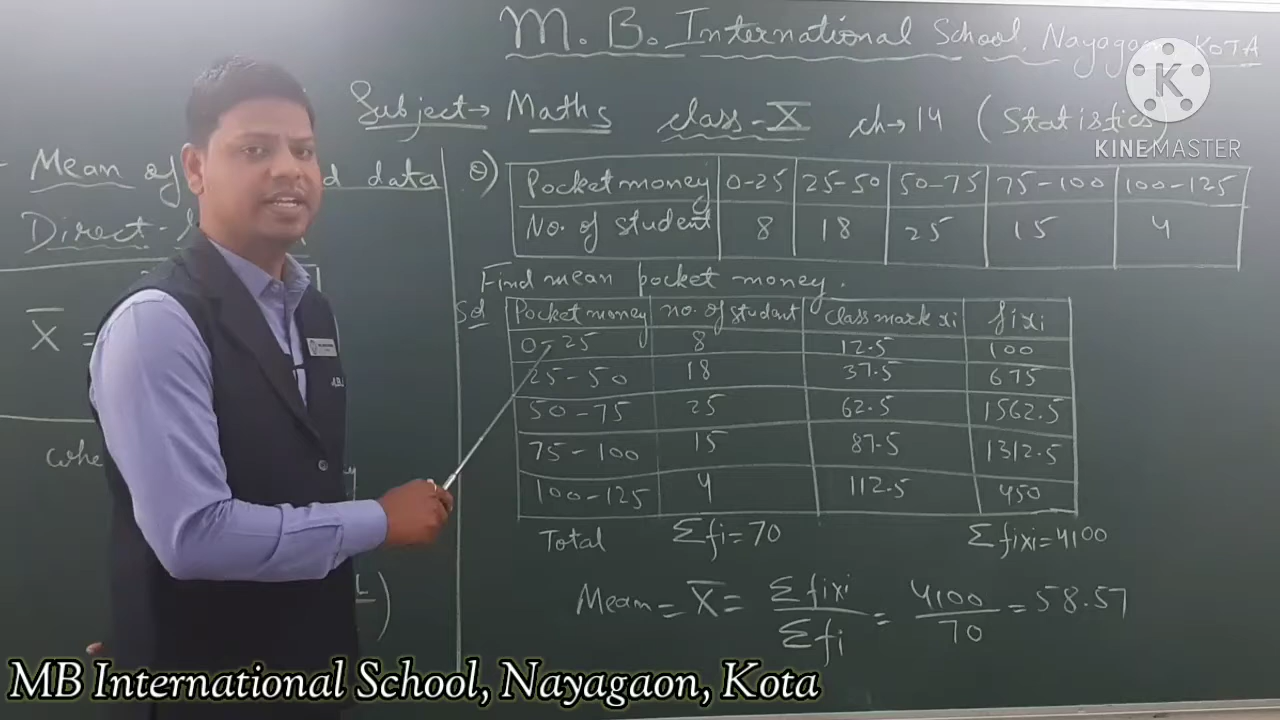 M. B. International School, Nayagaon, KOTA
KINEMASTER
Subject→ Maths class-X ch→14 (Statistics)
Mean of data
Direct-
X̄ =
Q) Pocket money 0-25 25-50 50-75 75-100 100-125
No. of student 8 18 25 15 4
Find mean pocket money.
Sol Pocket money no. of student class mark xi fixi
0-25 8 12.5 100
25-50 18 37.5 675
50-75 25 62.5 1562.5
75-100 15 87.5 1312.5
100-125 4 112.5 450
Total Σfi=70 Σfixi=4100
Mean = X̄ = Σfixi / Σfi = 4100 / 70 = 58.57
MB International School, Nayagaon, Kota